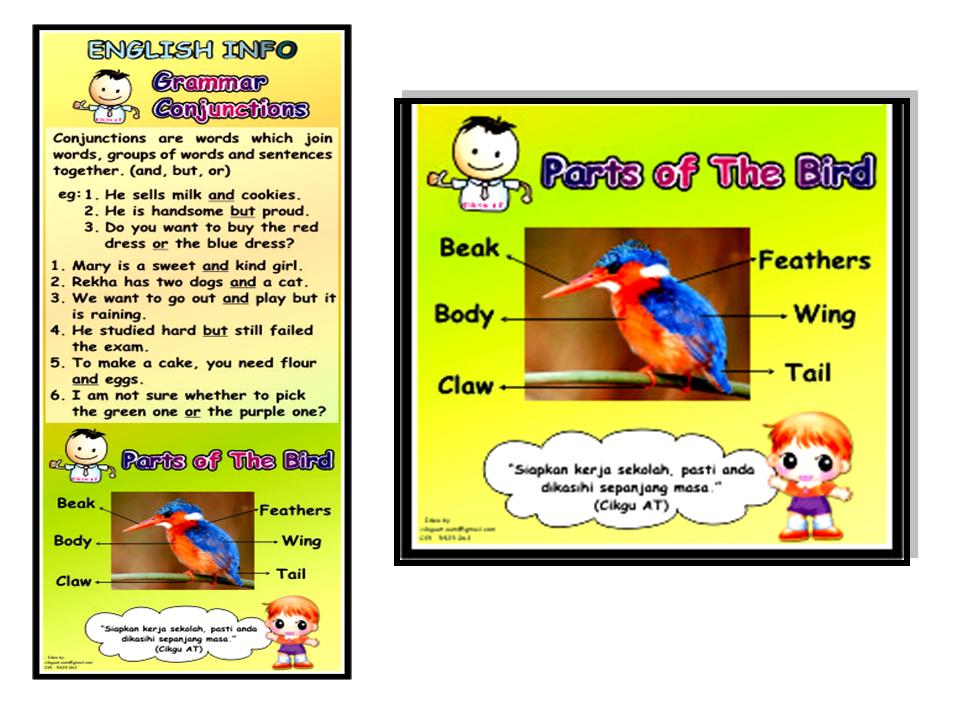 ENGLISH INFO
Grammar
Conjunctions
Conjunctions are words which join
words, groups of words and sentences
together. (and, but, or)
eg: 1. He sells milk and cookies.
2. He is handsome but proud.
3. Do you want to buy the red
dress or the blue dress?
1. Mary is a sweet and kind girl.
2. Rekha has two dogs and a cat.
3. We want to go out and play but it
is raining.
4. He studied hard but still failed
the exam.
5. To make a cake, you need flour
and eggs.
6. I am not sure whether to pick
the green one or the purple one?
Parts of The Bird
Beak
Feathers
Body
Wing
Claw
Tail
"Siapkan kerja sekolah, pasti anda
dikasihi sepanjang masa."
(Cikgu AT)
Parts of The Bird
Beak
Feathers
Body
Wing
Tail
Claw
"Siapkan kerja sekolah, pasti anda
dikasihi sepanjang masa."
(Cikgu AT)